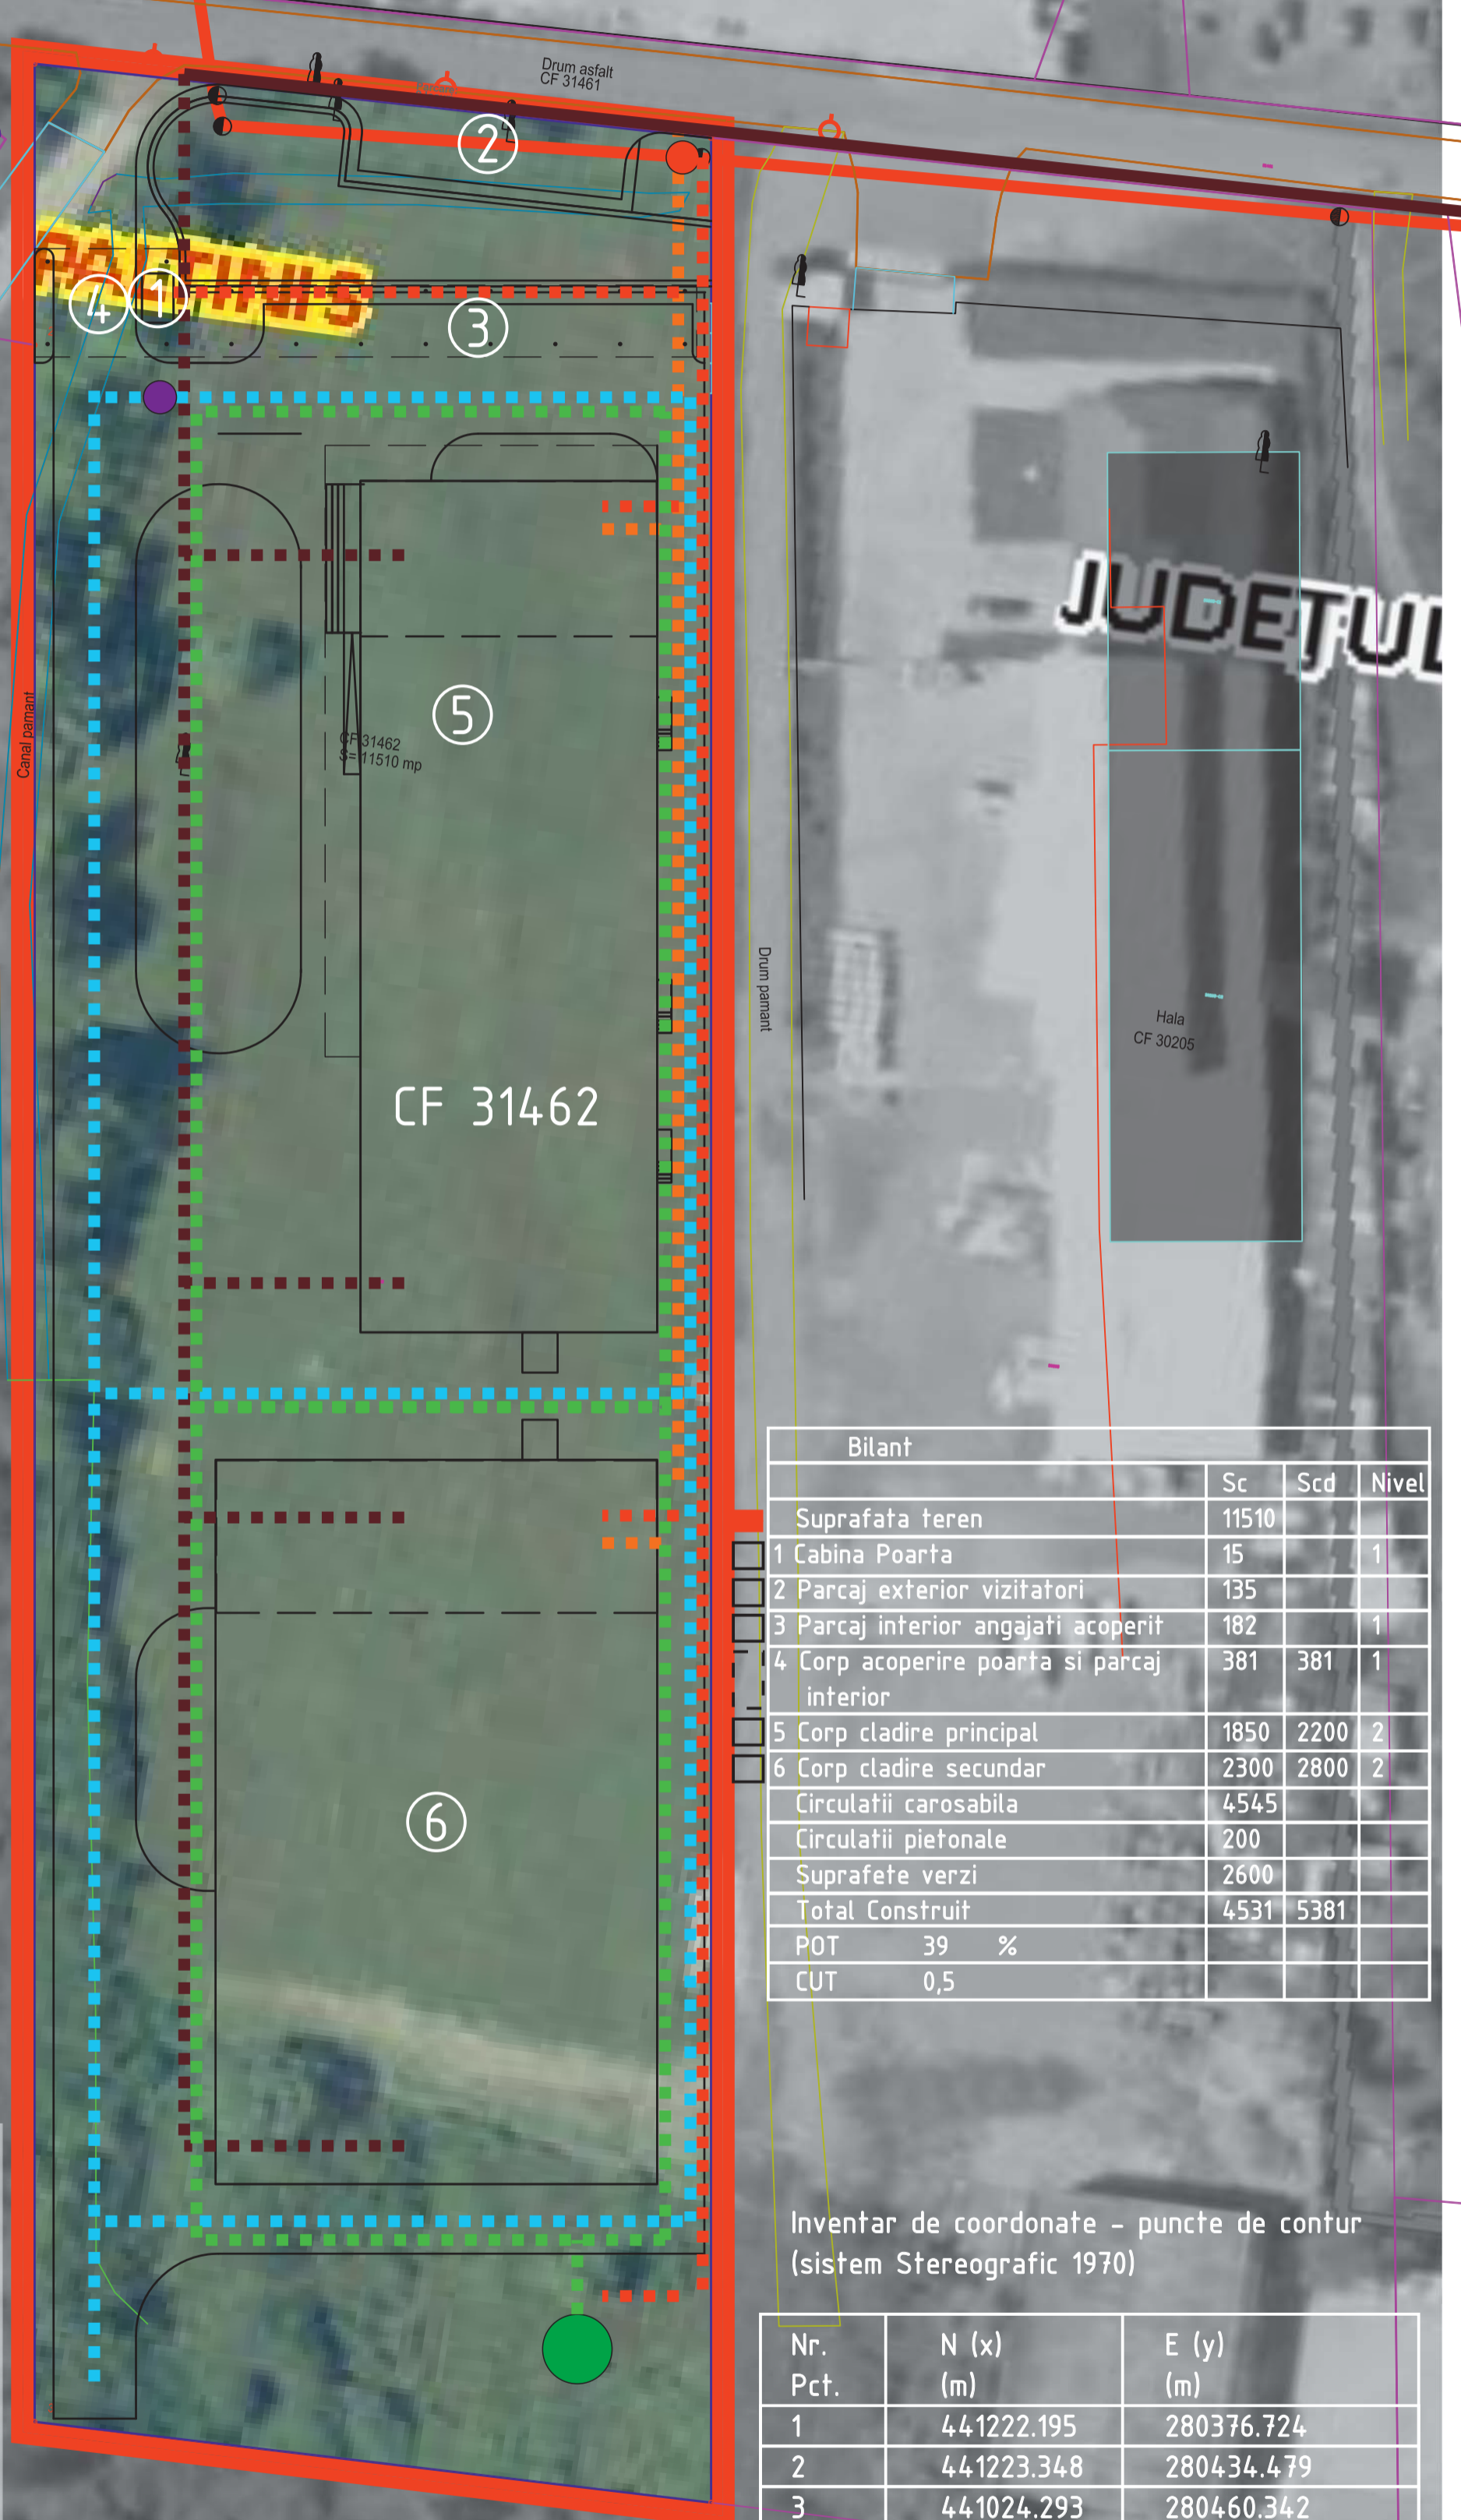 Drum asfalt
CF 31461
2
4 1
3
JUDEŢUL
5
CF 31462
S= 11510 mp
Canal pamant
Drum pamant
Hala
CF 30205
CF 31462
6
Bilant
Sc Scd Nivel
Suprafata teren 11510
1 Cabina Poarta 15 1
2 Parcaj exterior vizitatori 135
3 Parcaj interior angajati acoperit 182 1
4 Corp acoperire poarta si parcaj 381 381 1
interior
5 Corp cladire principal 1850 2200 2
6 Corp cladire secundar 2300 2800 2
Circulatii carosabila 4545
Circulatii pietonale 200
Suprafete verzi 2600
Total Construit 4531 5381
POT 39 %
CUT 0,5
Inventar de coordonate - puncte de contur
(sistem Stereografic 1970)
Nr. N (x) E (y)
Pct. (m) (m)
1 441222.195 280376.724
2 441223.348 280434.479
3 441024.293 280460.342